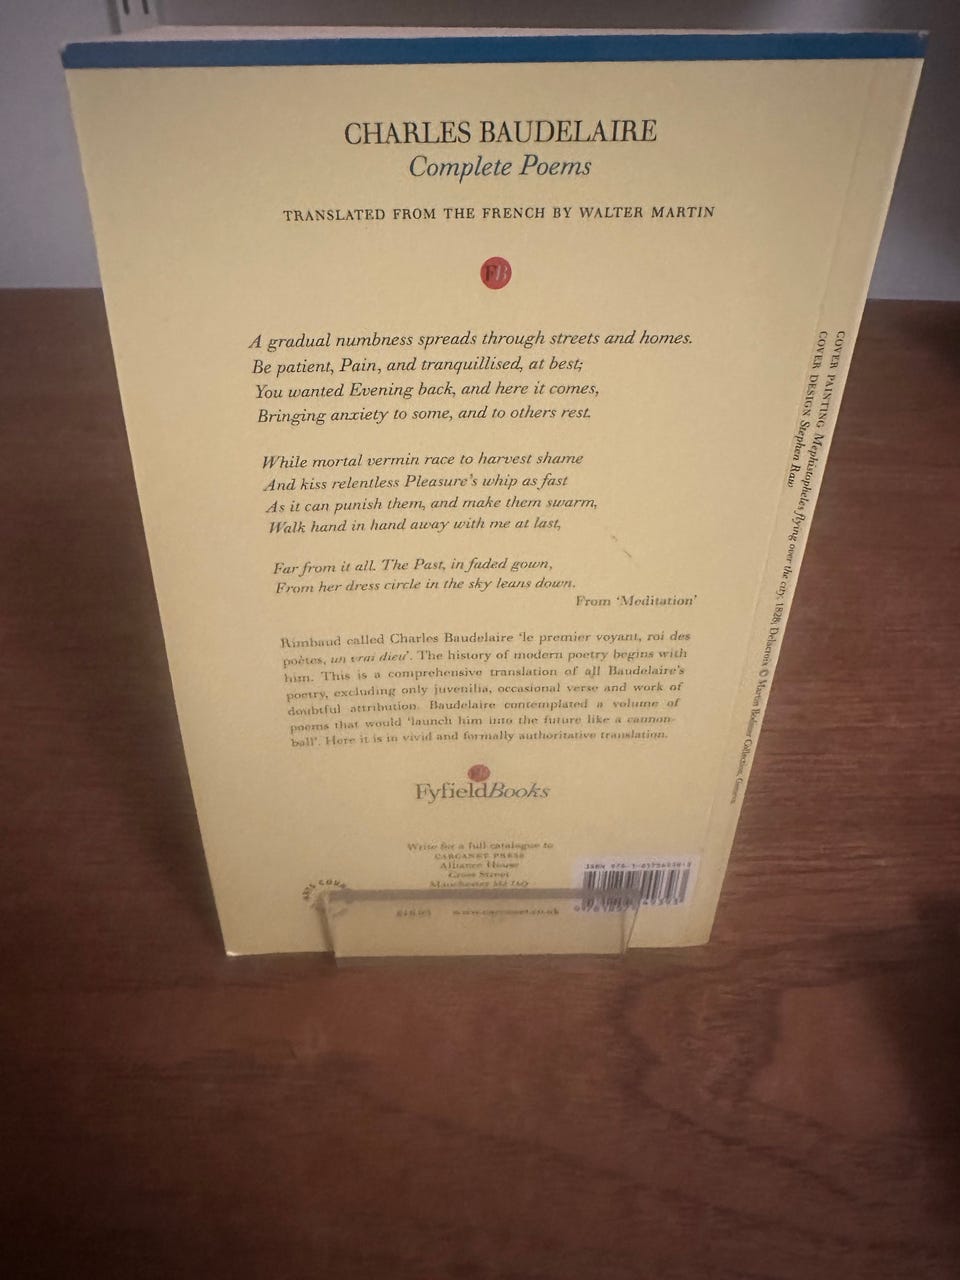 CHARLES BAUDELAIRE
Complete Poems
TRANSLATED FROM THE FRENCH BY WALTER MARTIN
FB
A gradual numbness spreads through streets and homes.
Be patient, Pain, and tranquillised, at best;
You wanted Evening back, and here it comes,
Bringing anxiety to some, and to others rest.
While mortal vermin race to harvest shame
And kiss relentless Pleasure's whip as fast
As it can punish them, and make them swarm,
Walk hand in hand away with me at last,
Far from it all. The Past, in faded gown,
From her dress circle in the sky leans down.
From 'Meditation'
Rimbaud called Charles Baudelaire 'le premier voyant, roi des
poètes, un vrai dieu'. The history of modern poetry begins with
him. This is a comprehensive translation of all Baudelaire's
poetry, excluding only juvenilia, occasional verse and work of
doubtful attribution. Baudelaire contemplated a volume of
poems that would 'launch him into the future like a cannon-
ball'. Here it is in vivid and formally authoritative translation.
FyfieldBooks
Write for a full catalogue to
CARCANET PRESS
Alliance House
Cross Street
Manchester M2 7AQ
www.carcanet.co.uk
ISBN
COVER PAINTING Mephistapheles flying over the city, 1828, Delacroix © Martin Bodmer Collection, Geneva
COVER DESIGN Stephen Raw